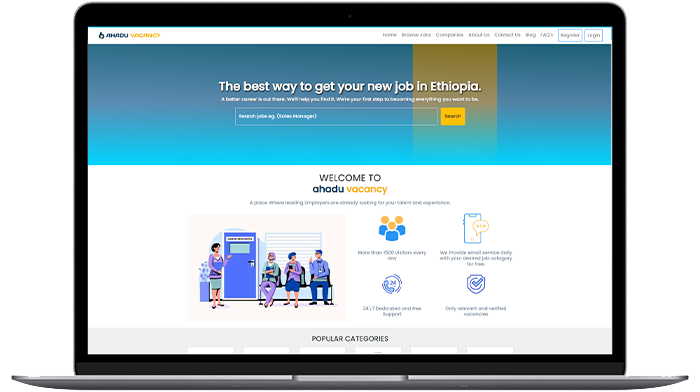 AHADU VACANCY
Home Browse Jobs Companies About Us Contact Us Blog FAQ's Register Login
The best way to get your new job in Ethiopia.
A better career is out there. We'll help you find it. We're your first step to becoming everything you want to be.
Search jobs eg. (Sales Manager) Search
WELCOME TO
ahadu vacancy
A place Where leading Employers are already looking for your talent and experience.
HUMAN RESOURCES
More than 1000 visitors every
day
We Provide email service daily
with your desired job category
for free.
24
24\7 Dedicated and free
Support
Only relevant and verified
vacancies
POPULAR CATEGORIES